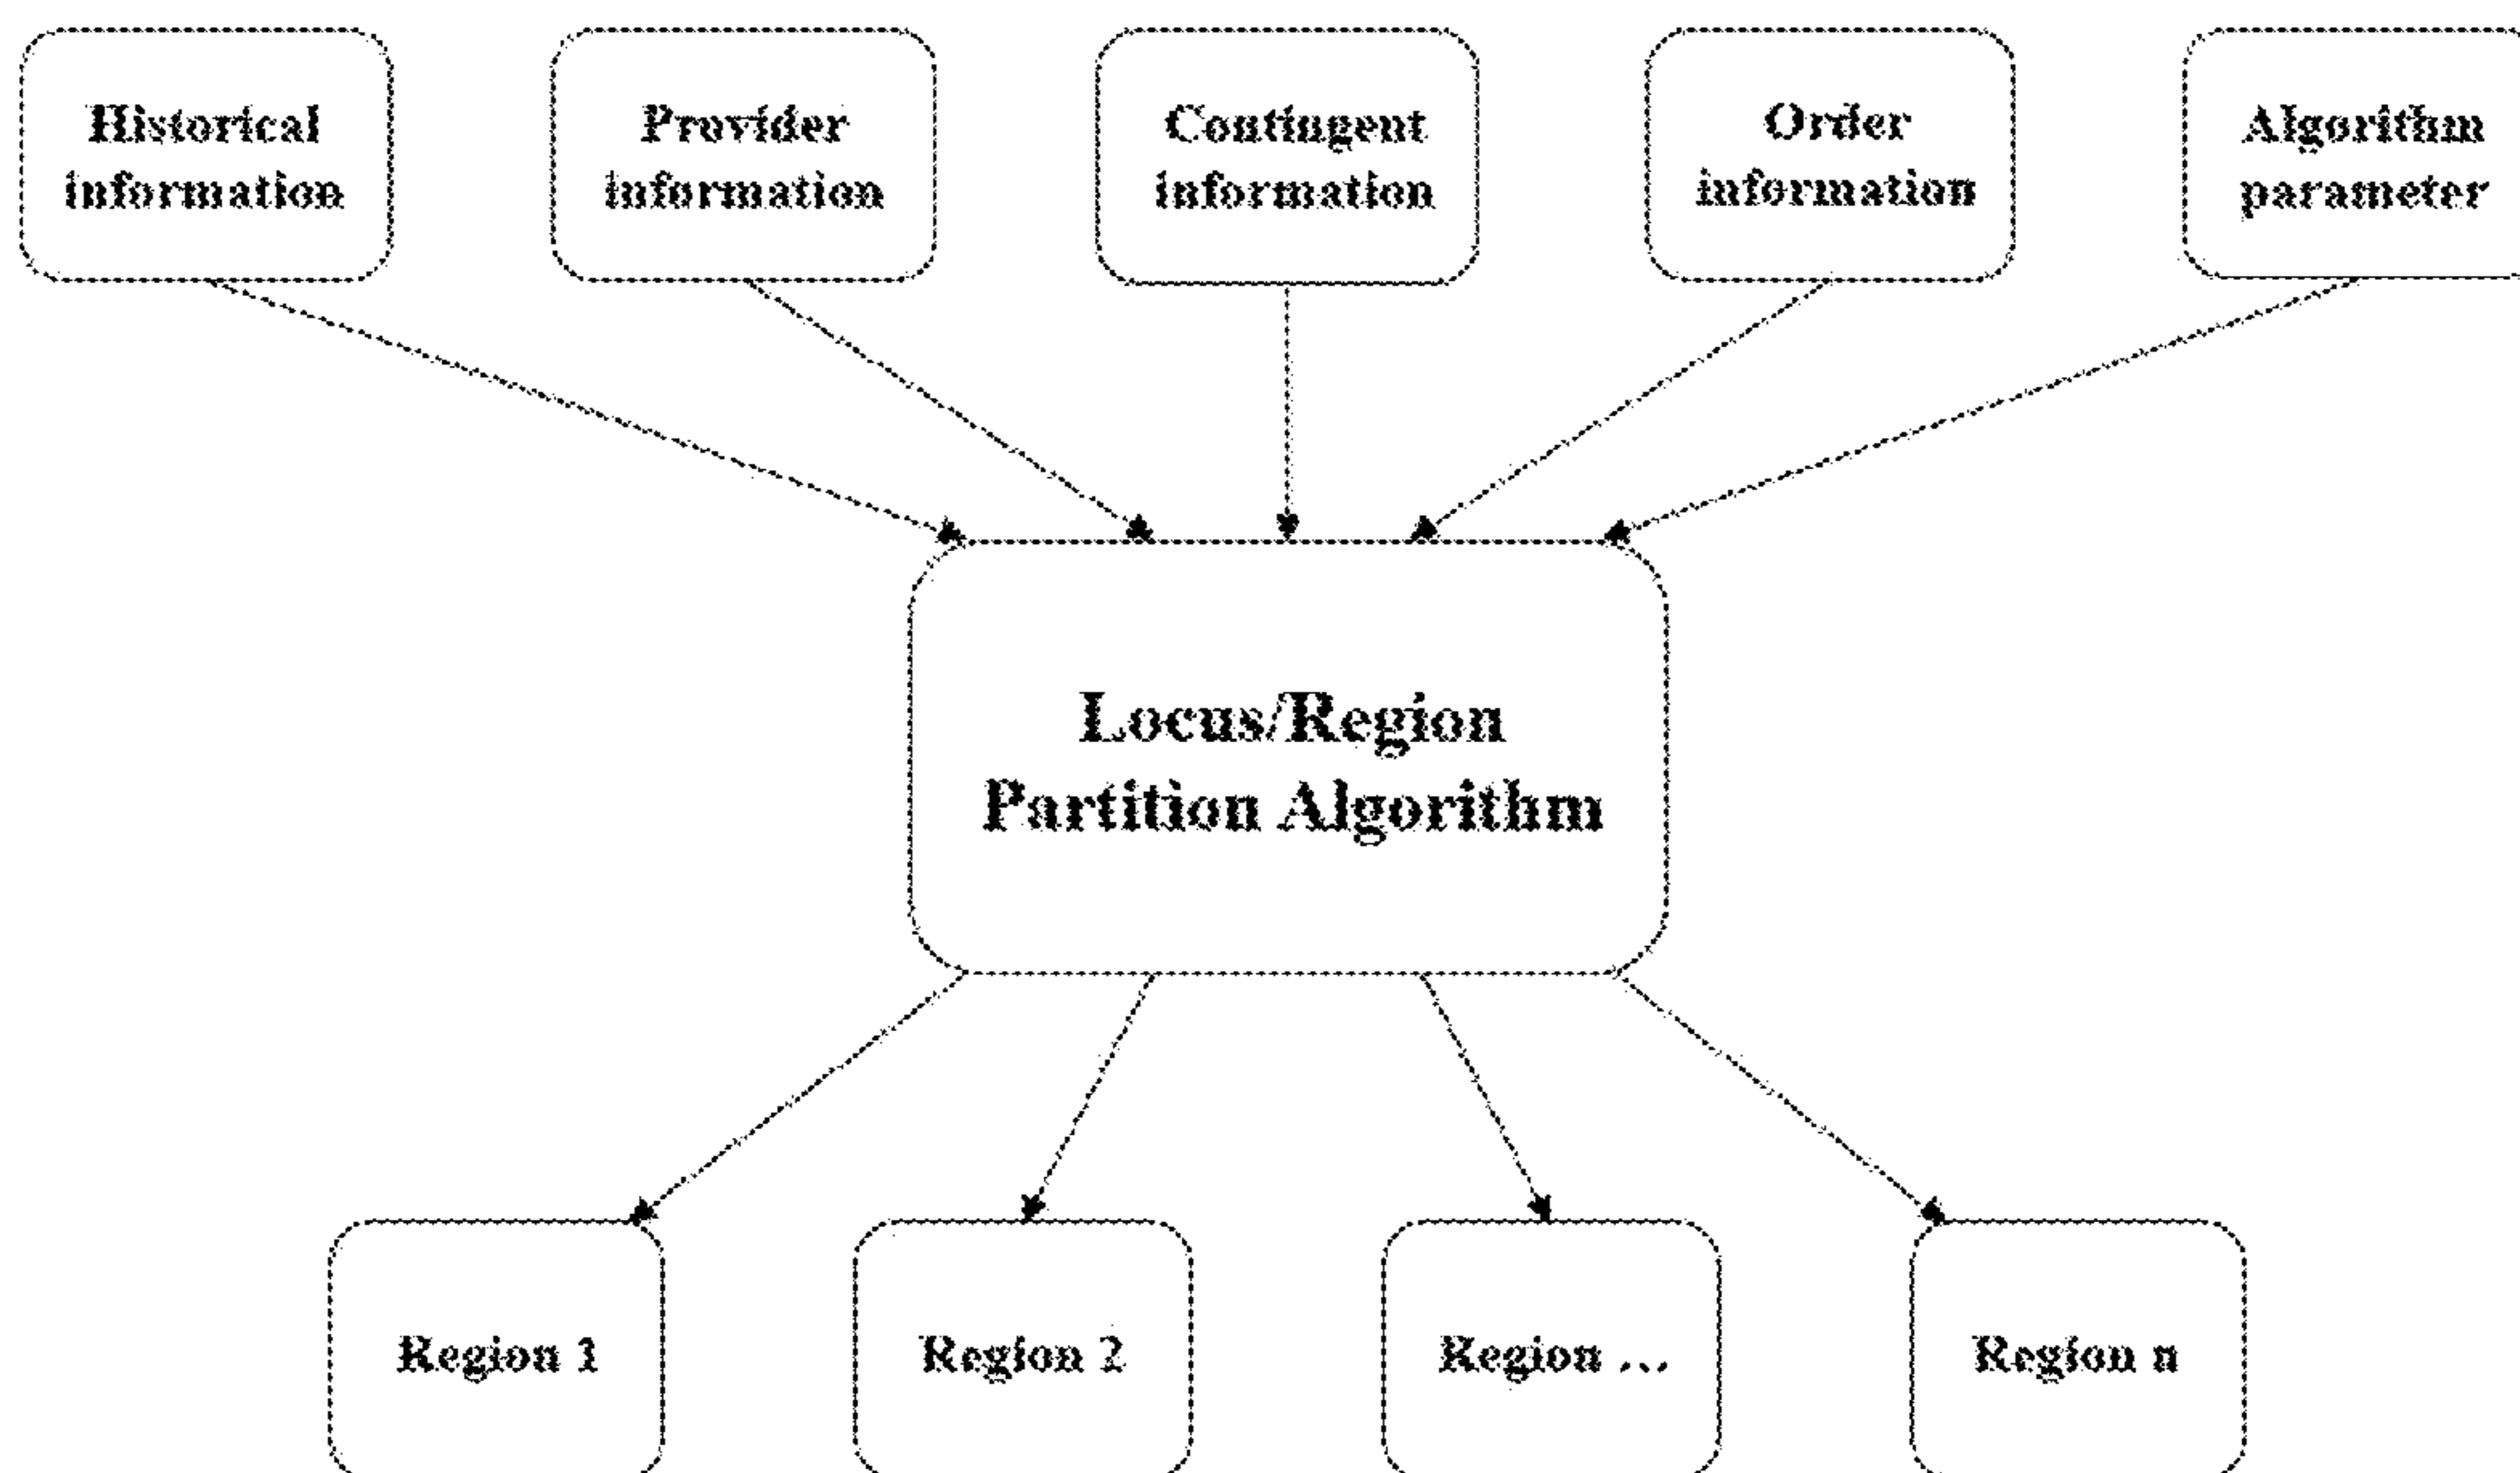 Historical
information
Provider
information
Contingent
information
Order
information
Algorithm
parameter
Locus/Region
Partition Algorithm
Region 1
Region 2
Region ...
Region n